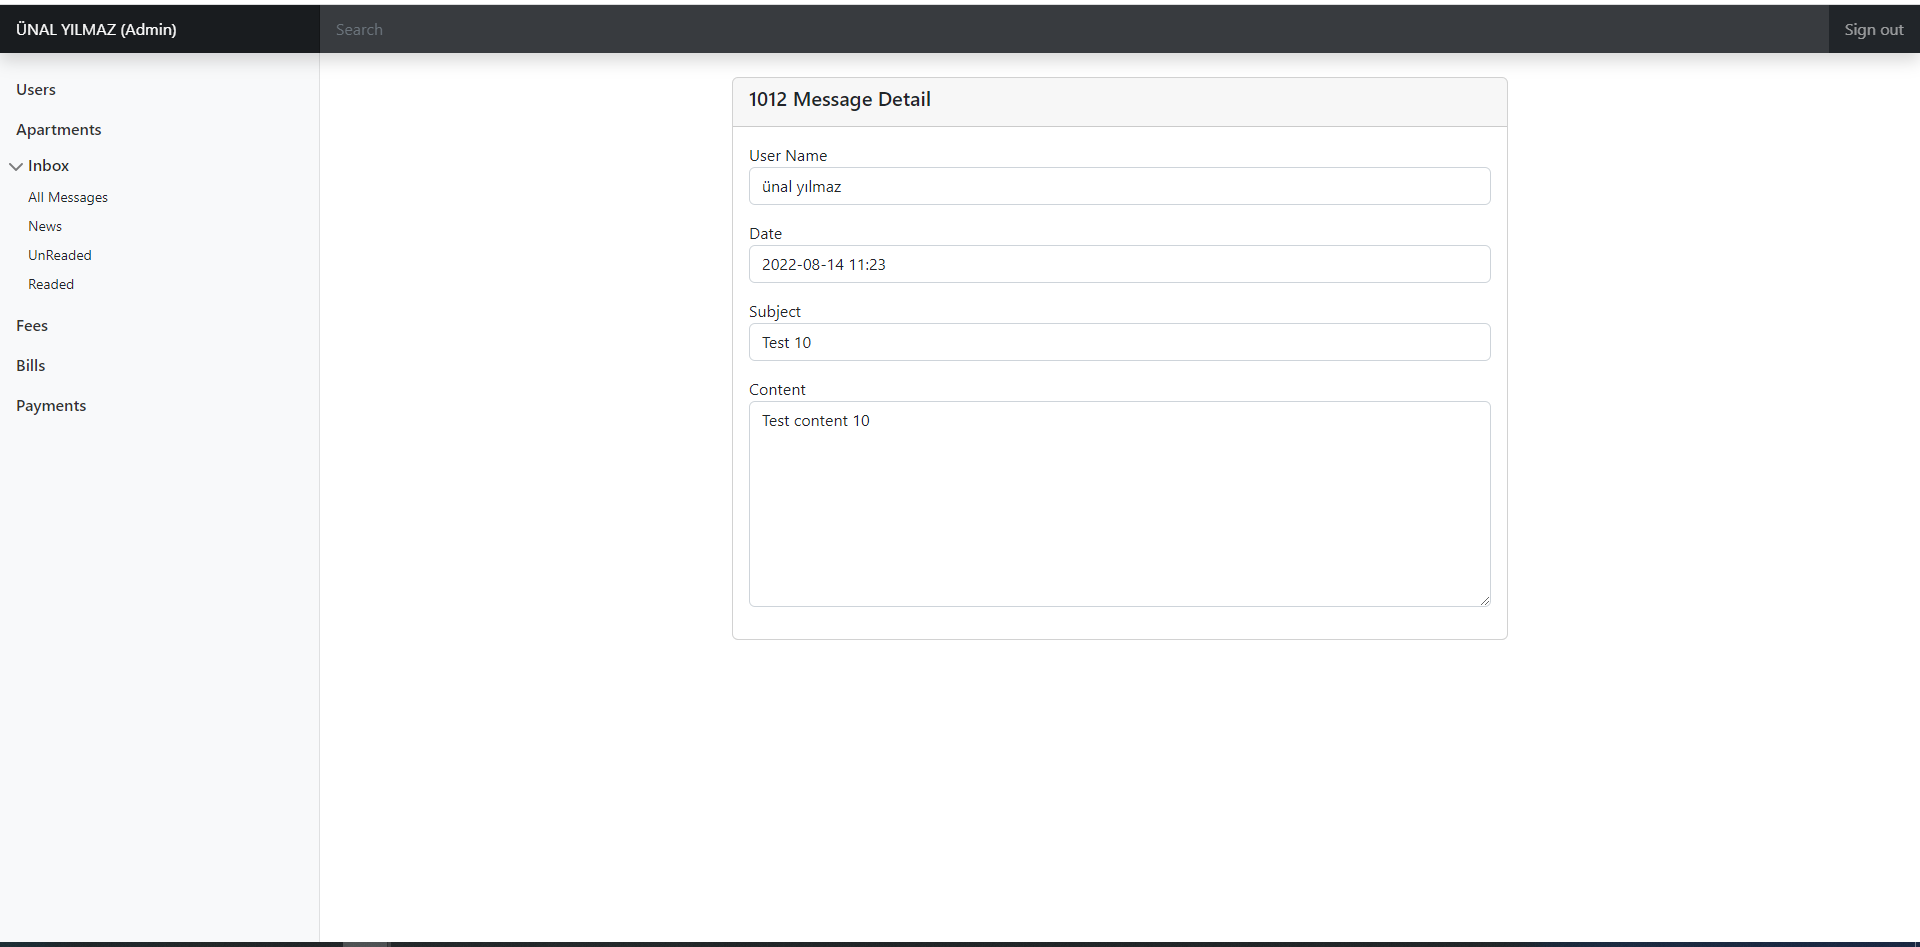 ÜNAL YILMAZ (Admin)
Search
Sign out
Users
Apartments
Inbox
All Messages
News
UnReaded
Readed
Fees
Bills
Payments
1012 Message Detail
User Name
ünal yılmaz
Date
2022-08-14 11:23
Subject
Test 10
Content
Test content 10